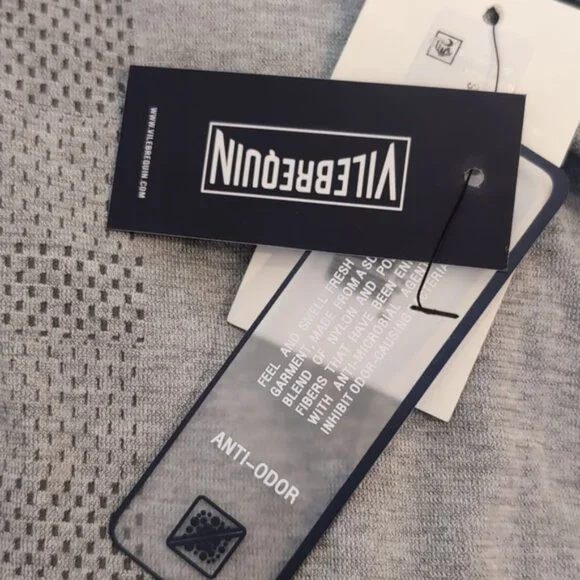 WWW.VILEBREQUIN.COM
VILEBREQUIN
FEEL AND SMELL FRESH
GARMENT MADE FROM A
BLEND OF NYLON AND
FIBERS THAT HAVE BEEN
WITH ANTI-MICROBIAL AGEN
INHIBIT ODOR-CAUSING
ANTI-ODOR